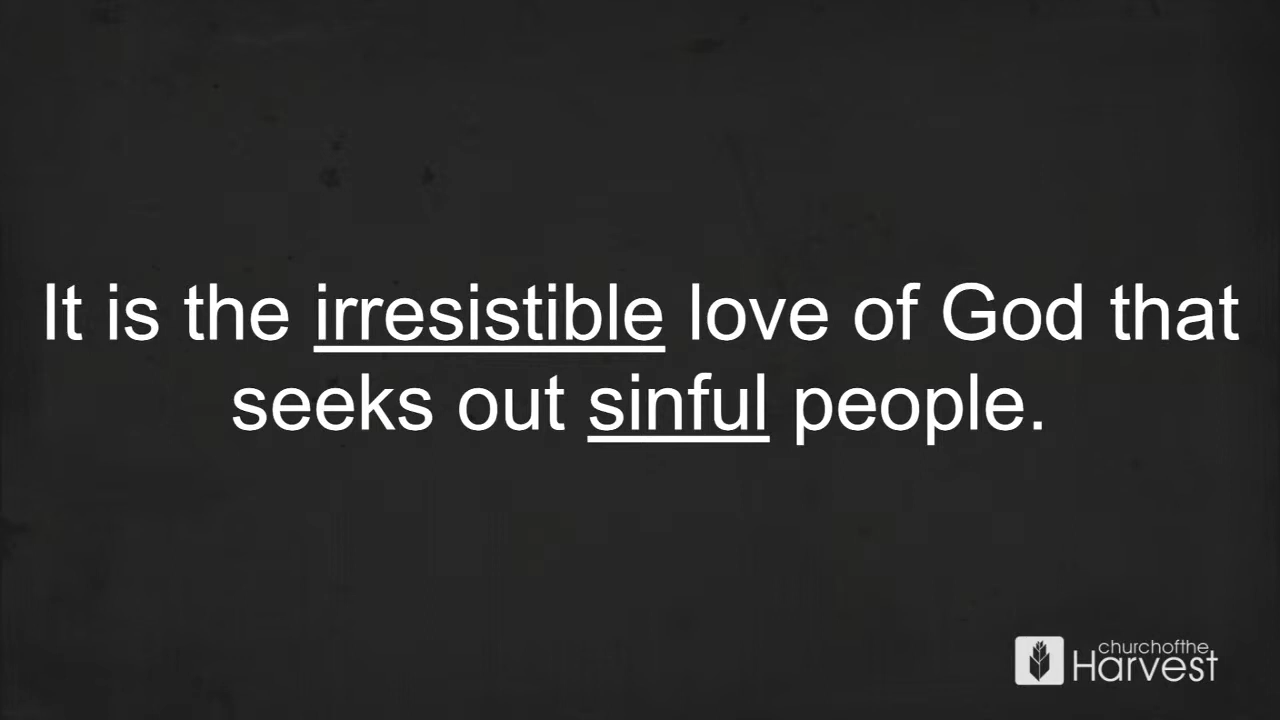 It is the irresistible love of God that
seeks out sinful people.
churchofthe
Harvest